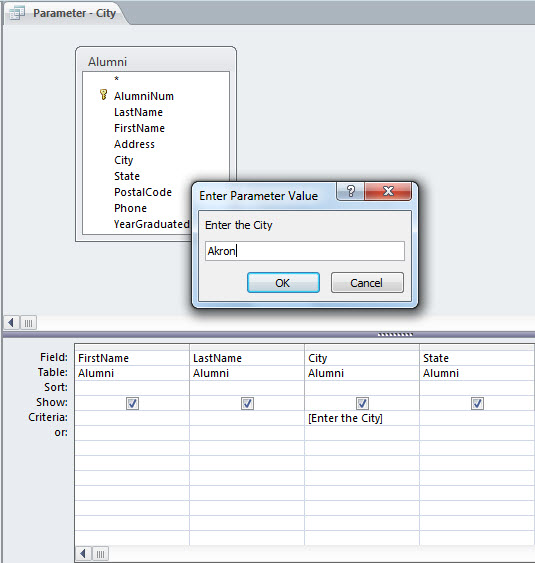 Parameter - City
Alumni
*
AlumniNum
LastName
FirstName
Address
City
State
PostalCode
Phone
YearGraduated
Enter Parameter Value
?
Enter the City
Akron
OK Cancel
Field: FirstName LastName City State
Table: Alumni Alumni Alumni Alumni
Sort:
Show:
Criteria: [Enter the City]
or: